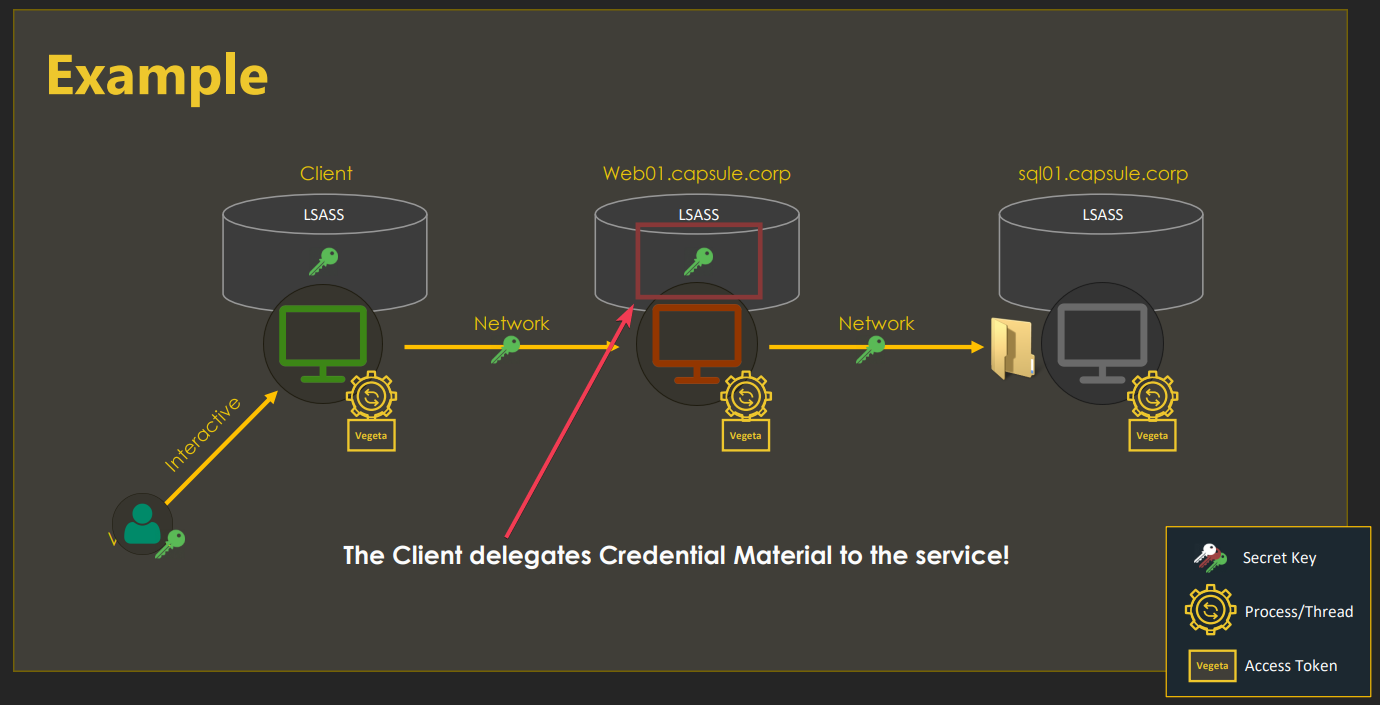 Example
Client
Web01.capsule.corp
sql01.capsule.corp
LSASS
LSASS
LSASS
Network
Network
Interactive
Vegeta
Vegeta
Vegeta
The Client delegates Credential Material to the service!
Secret Key
Process/Thread
Vegeta
Access Token